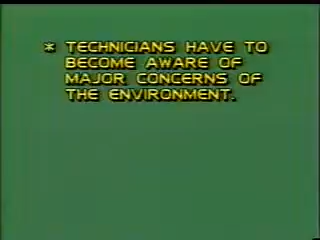 * TECHNICIANS HAVE TO
BECOME AWARE OF
MAJOR CONCERNS OF
THE ENVIRONMENT.